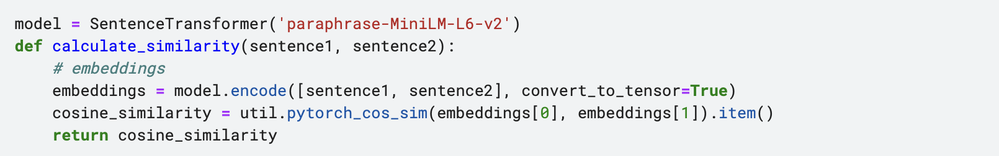 model = SentenceTransformer('paraphrase-MiniLM-L6-v2')
def calculate_similarity(sentence1, sentence2):
    # embeddings
    embeddings = model.encode([sentence1, sentence2], convert_to_tensor=True)
    cosine_similarity = util.pytorch_cos_sim(embeddings[0], embeddings[1]).item()
    return cosine_similarity